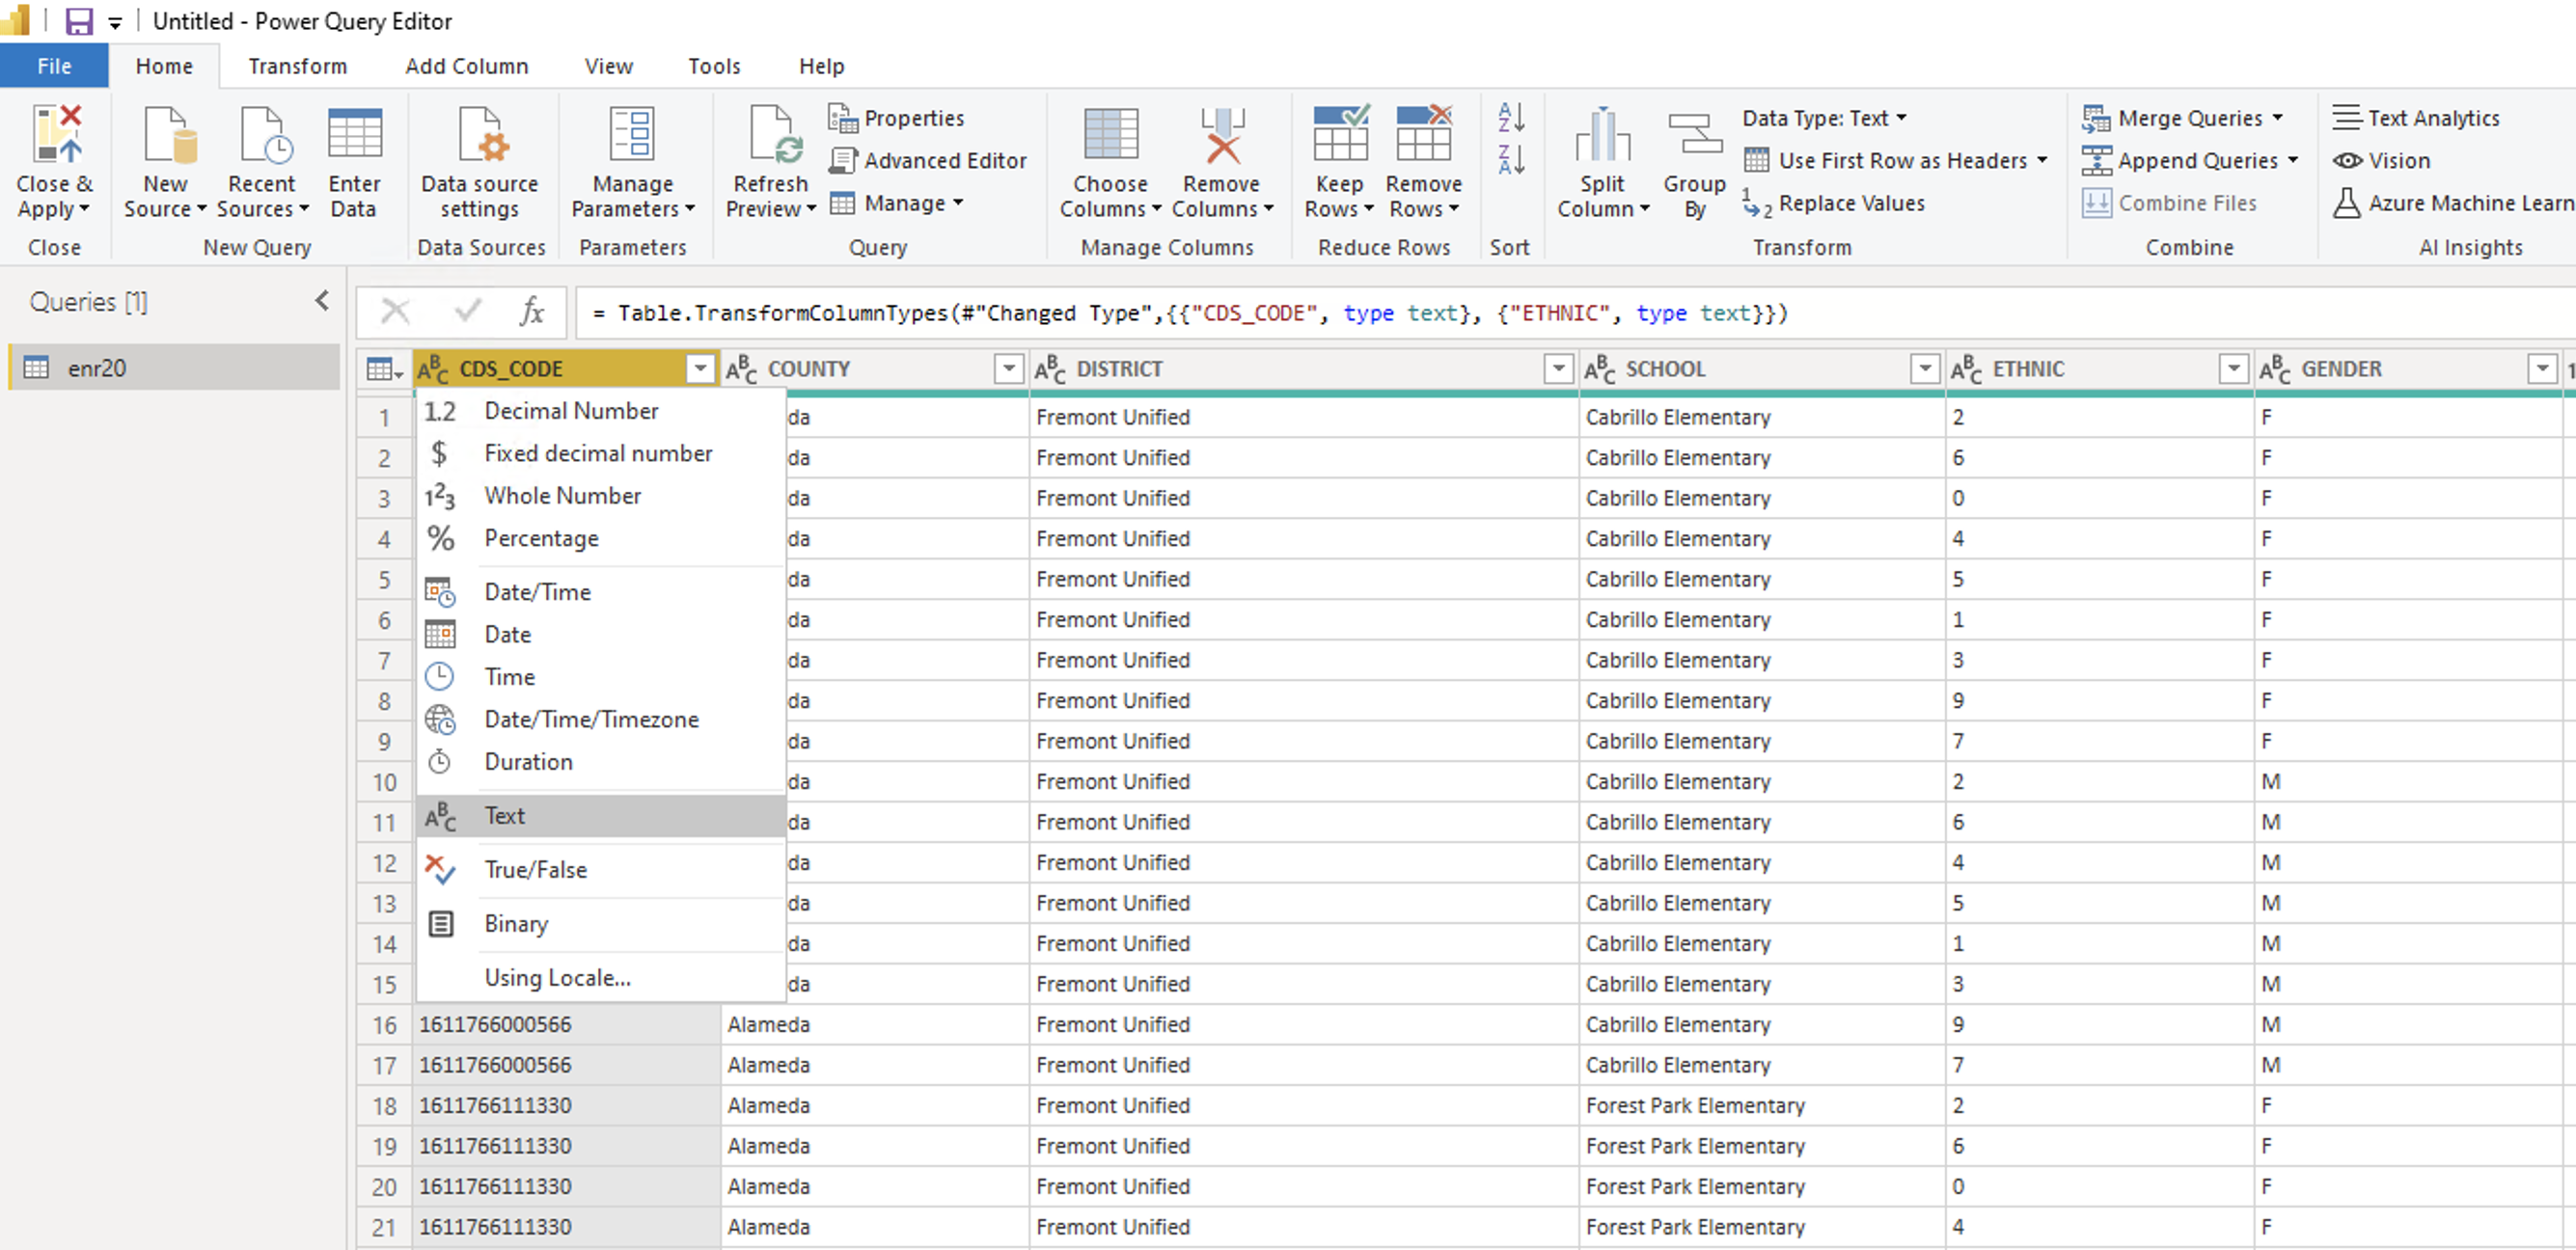 Untitled - Power Query Editor
File Home Transform Add Column View Tools Help
Close & Apply
New Source
Recent Sources
Enter Data
Data source settings
Manage Parameters
Refresh Preview
Properties
Advanced Editor
Manage
Choose Columns
Remove Columns
Keep Rows
Remove Rows
A Z
Z A
Split Column
Group By
Data Type: Text
Use First Row as Headers
1 2 Replace Values
Merge Queries
Append Queries
Combine Files
Text Analytics
Vision
Azure Machine Learn
Close New Query Data Sources Parameters Query Manage Columns Reduce Rows Sort Transform Combine AI Insights
Queries [1]
enr20
fx = Table.TransformColumnTypes(#"Changed Type",{{"CDS_CODE", type text}, {"ETHNIC", type text}})
ABC CDS_CODE ABC COUNTY ABC DISTRICT ABC SCHOOL ABC ETHNIC ABC GENDER 1
1.2 Decimal Number
$ Fixed decimal number
123 Whole Number
% Percentage
Date/Time
Date
Time
Date/Time/Timezone
Duration
ABC Text
True/False
Binary
Using Locale...
1 da Fremont Unified Cabrillo Elementary 2 F
2 da Fremont Unified Cabrillo Elementary 6 F
3 da Fremont Unified Cabrillo Elementary 0 F
4 da Fremont Unified Cabrillo Elementary 4 F
5 da Fremont Unified Cabrillo Elementary 5 F
6 da Fremont Unified Cabrillo Elementary 1 F
7 da Fremont Unified Cabrillo Elementary 3 F
8 da Fremont Unified Cabrillo Elementary 9 F
9 da Fremont Unified Cabrillo Elementary 7 F
10 da Fremont Unified Cabrillo Elementary 2 M
11 da Fremont Unified Cabrillo Elementary 6 M
12 da Fremont Unified Cabrillo Elementary 4 M
13 da Fremont Unified Cabrillo Elementary 5 M
14 da Fremont Unified Cabrillo Elementary 1 M
15 da Fremont Unified Cabrillo Elementary 3 M
16 1611766000566 Alameda Fremont Unified Cabrillo Elementary 9 M
17 1611766000566 Alameda Fremont Unified Cabrillo Elementary 7 M
18 1611766111330 Alameda Fremont Unified Forest Park Elementary 2 F
19 1611766111330 Alameda Fremont Unified Forest Park Elementary 6 F
20 1611766111330 Alameda Fremont Unified Forest Park Elementary 0 F
21 1611766111330 Alameda Fremont Unified Forest Park Elementary 4 F